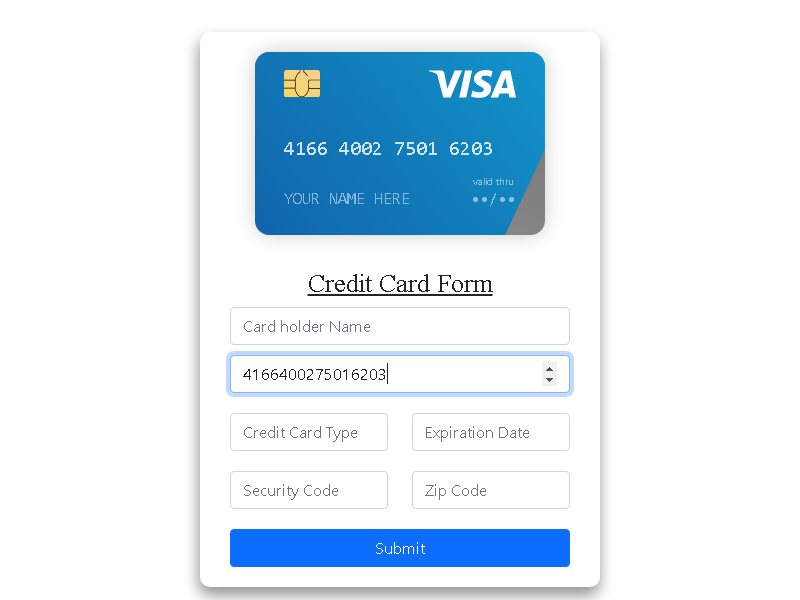 VISA
4166 4002 7501 6203
valid thru
YOUR NAME HERE ••/••
Credit Card Form
Card holder Name
4166400275016203
Credit Card Type Expiration Date
Security Code Zip Code
Submit